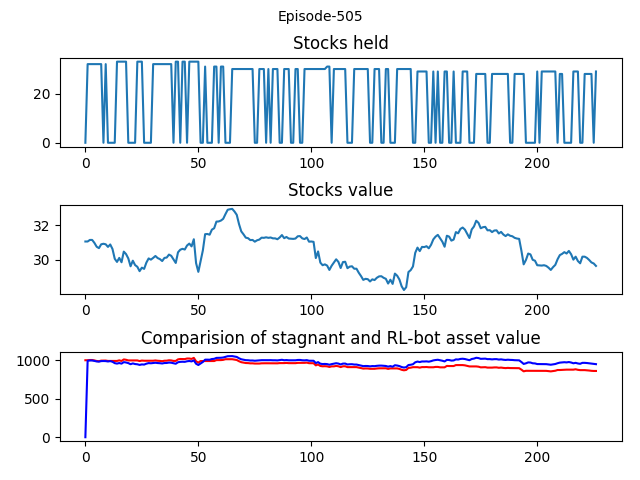 Episode-505
Stocks held
20
0
0 50 100 150 200
Stocks value
32
30
0 50 100 150 200
Comparision of stagnant and RL-bot asset value
1000
500
0
0 50 100 150 200